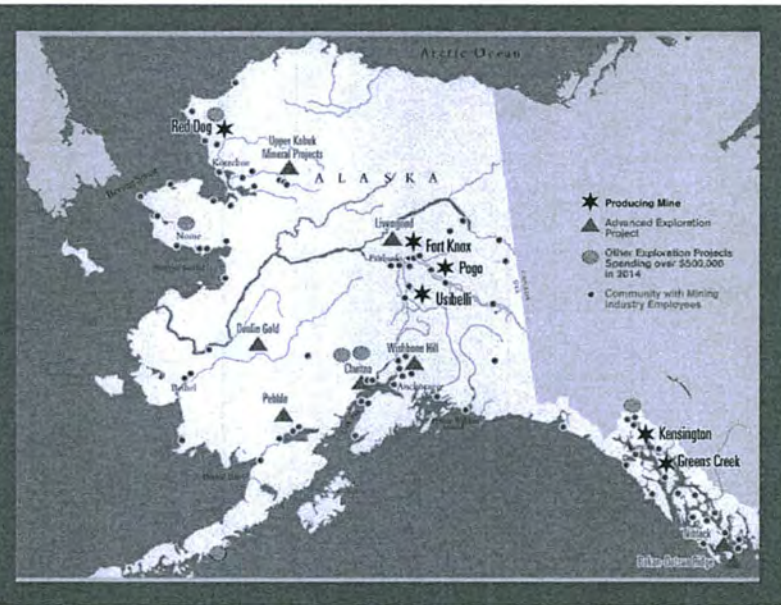 Arctic Ocean
Red Dog
Upper Kobuk
Mineral Projects
Kotzebue
ALASKA
Nome
Livengood
Fort Knox
Fairbanks
Pogo
Usibelli
Donlin Gold
Bethel
Wishbone Hill
Chuitna
Anchorage
Pebble
Kensington
Greens Creek
Bokan-Dotson Ridge
Producing Mine
Advanced Exploration
Project
Other Exploration Projects
Spending over $500,000
in 2014
Community with Mining
Industry Employees